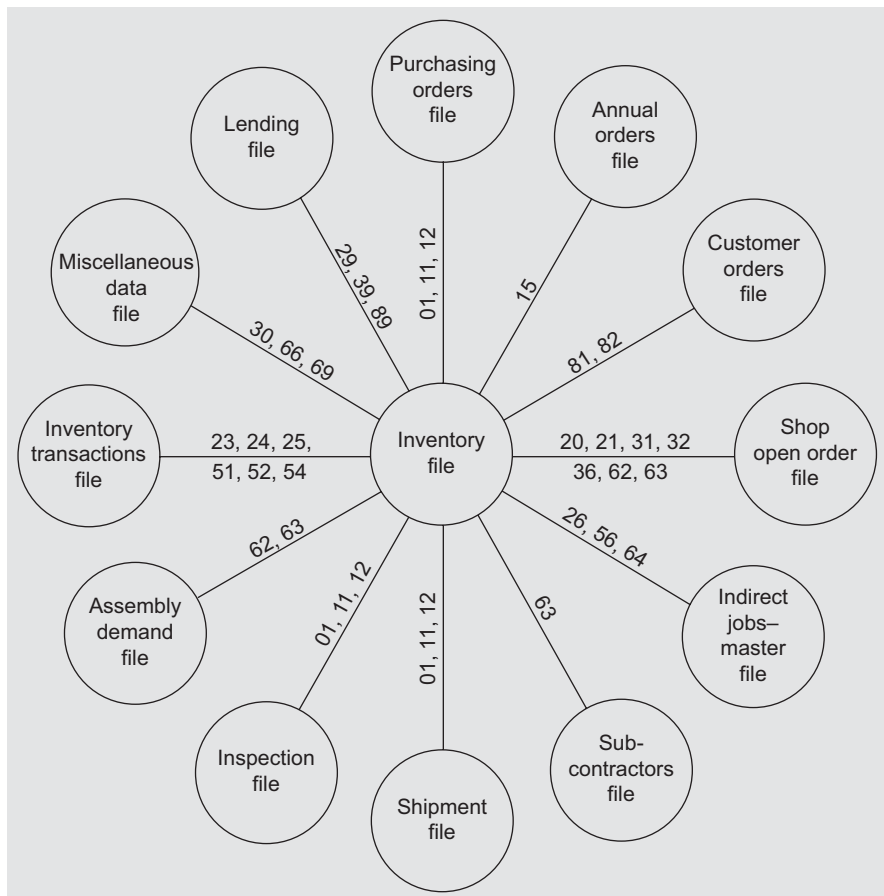 Purchasing
orders
file
Annual
orders
file
Lending
file
Customer
orders
file
Miscellaneous
data
file
29, 39, 89
01, 11, 12
15
81, 82
30, 66, 69
Inventory
transactions
file
23, 24, 25,
51, 52, 54
Inventory
file
20, 21, 31, 32
36, 62, 63
Shop
open order
file
62, 63
01, 11, 12
01, 11, 12
63
26, 56, 64
Assembly
demand
file
Indirect
jobs–
master
file
Inspection
file
Shipment
file
Sub-
contractors
file